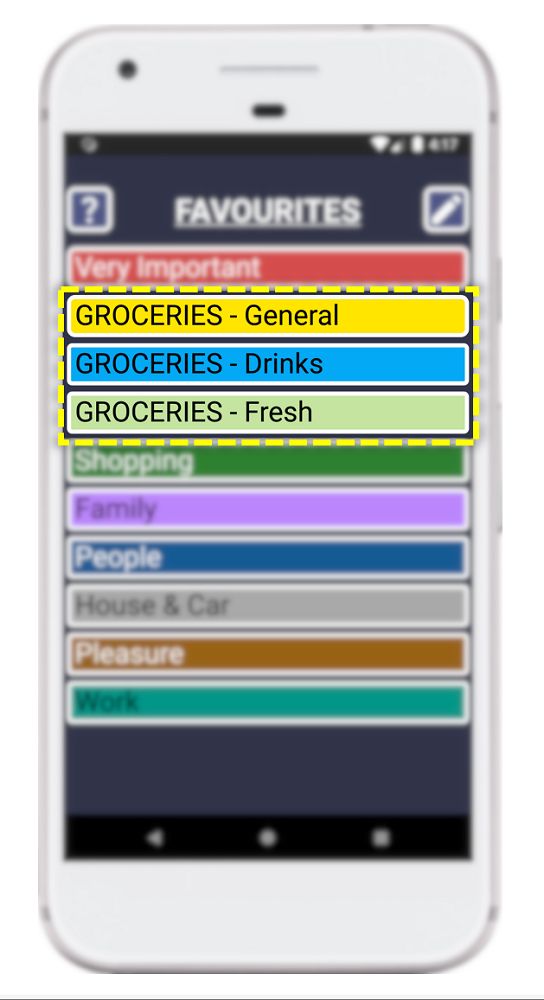 4:17
?
FAVOURITES
Very Important
GROCERIES - General
GROCERIES - Drinks
GROCERIES - Fresh
Shopping
Family
People
House & Car
Pleasure
Work